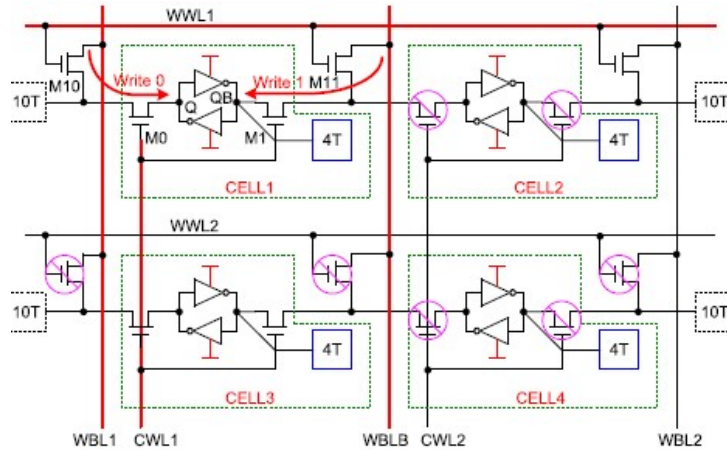 WWL1
M10
Write 0
Write 1
M11
10T
Q
QB
10T
M0
M1
4T
4T
CELL1
CELL2
WWL2
10T
10T
4T
4T
CELL3
CELL4
WBL1
CWL1
WBLB
CWL2
WBL2